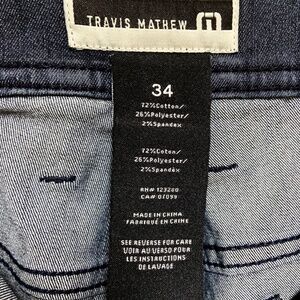 TRAVIS MATHEW
34
72%Cotton/
26%Polyester/
2%Spandex
72%Coton/
26%Polyester/
2%Spandex
RN# 123280
CA# 07099
MADE IN CHINA
FABRIQUÉ EN CHINE
SEE REVERSE FOR CARE
VOIR AU VERSO POUR
LES INSTRUCTIONS
DE LAVAGE